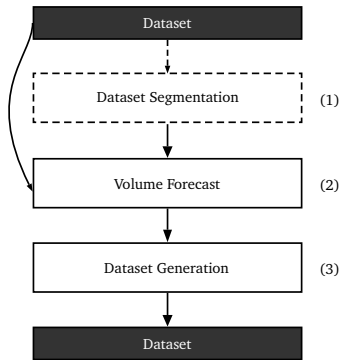 Dataset
Dataset Segmentation (1)
Volume Forecast (2)
Dataset Generation (3)
Dataset